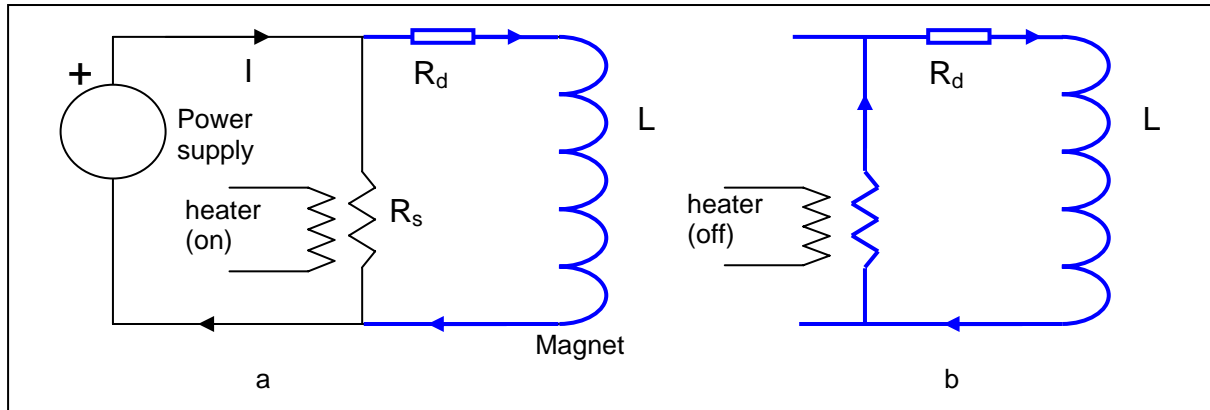 +
I
Power
supply
heater
(on)
Rs
Rd
L
Magnet
a
heater
(off)
Rd
L
b